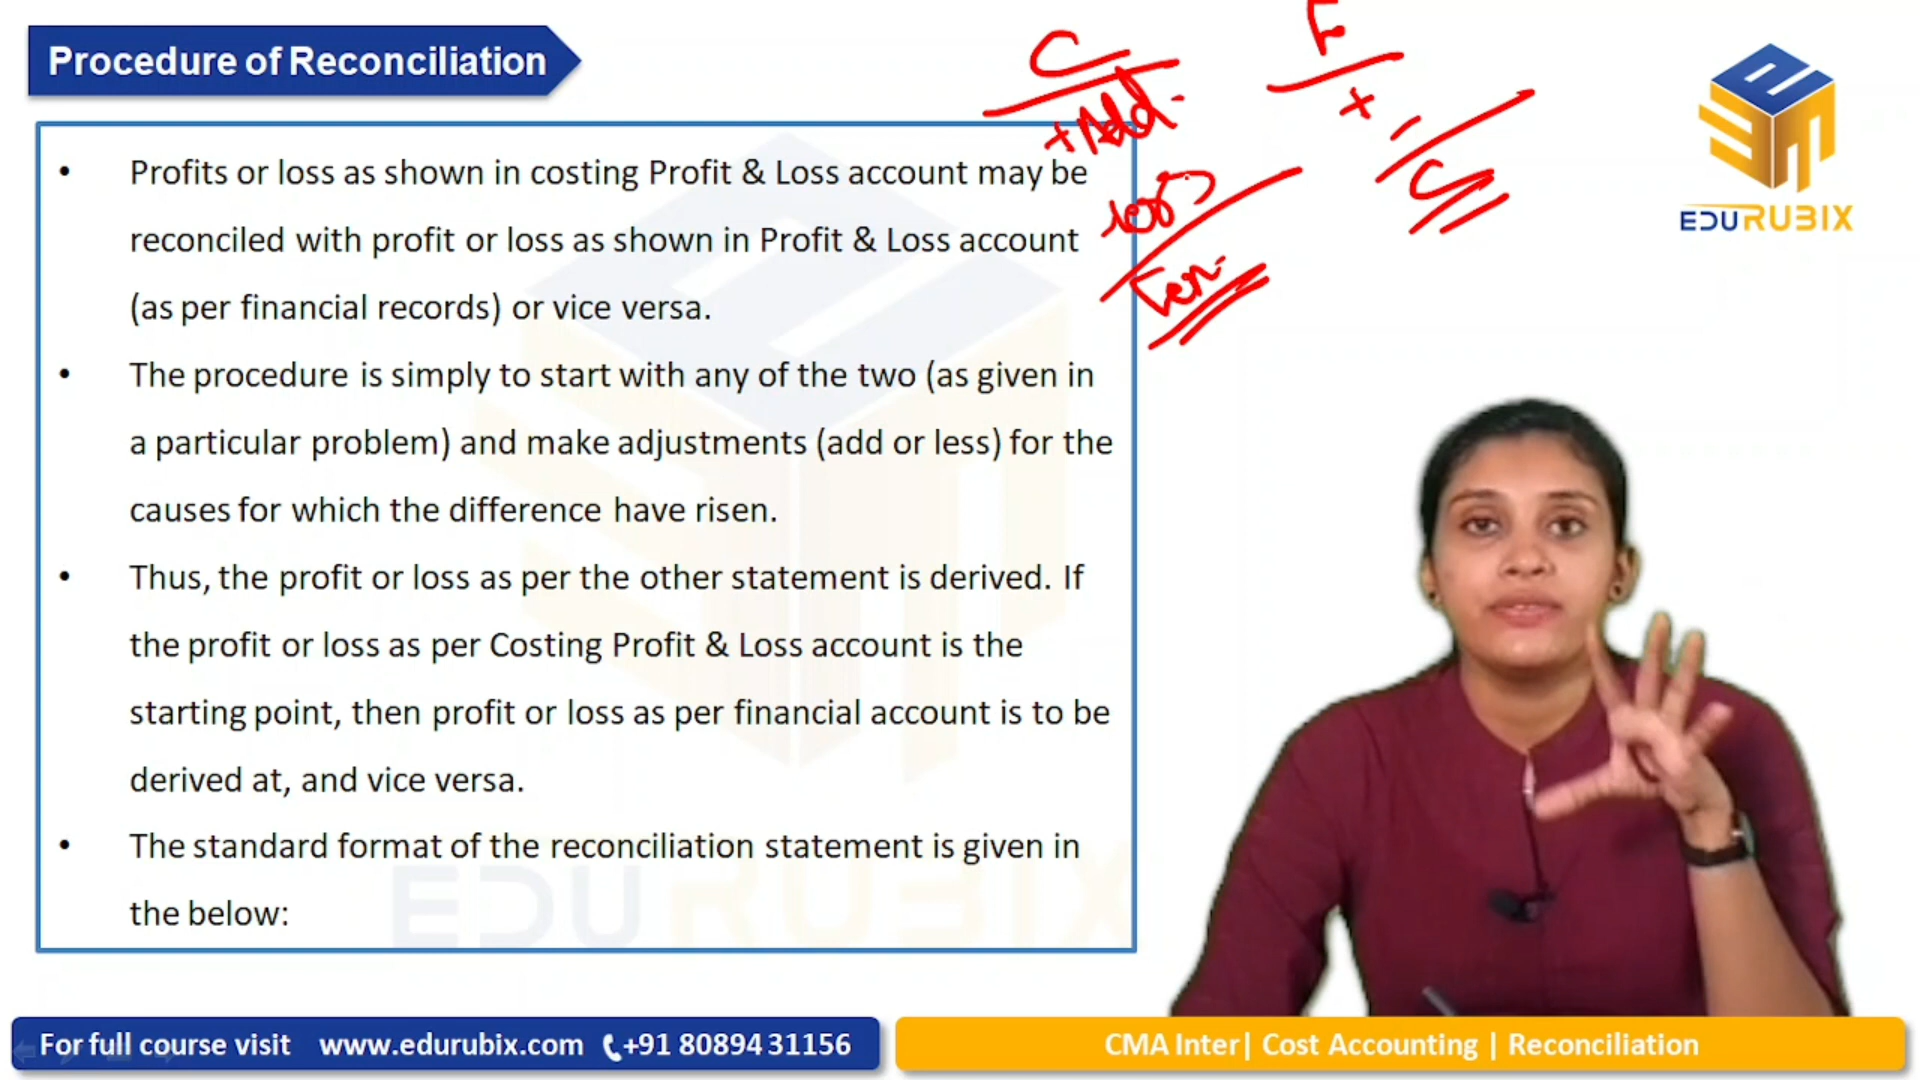 Procedure of Reconciliation
• Profits or loss as shown in costing Profit & Loss account may be
reconciled with profit or loss as shown in Profit & Loss account
(as per financial records) or vice versa.
• The procedure is simply to start with any of the two (as given in
a particular problem) and make adjustments (add or less) for the
causes for which the difference have risen.
• Thus, the profit or loss as per the other statement is derived. If
the profit or loss as per Costing Profit & Loss account is the
starting point, then profit or loss as per financial account is to be
derived at, and vice versa.
• The standard format of the reconciliation statement is given in
the below:
C
+Add.
F
+
C
EDURUBIX
EDURUBIX
For full course visit www.edurubix.com +91 80894 31156
CMA Inter| Cost Accounting | Reconciliation